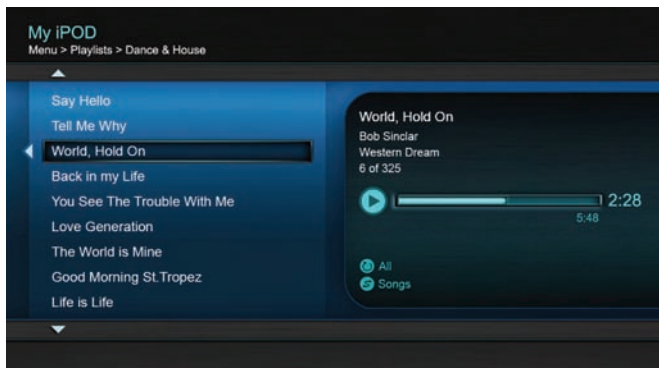 My iPOD
Menu > Playlists > Dance & House
Say Hello
Tell Me Why
World, Hold On
Back in my Life
You See The Trouble With Me
Love Generation
The World is Mine
Good Morning St.Tropez
Life is Life
World, Hold On
Bob Sinclar
Western Dream
6 of 325
2:28
5:48
All
Songs